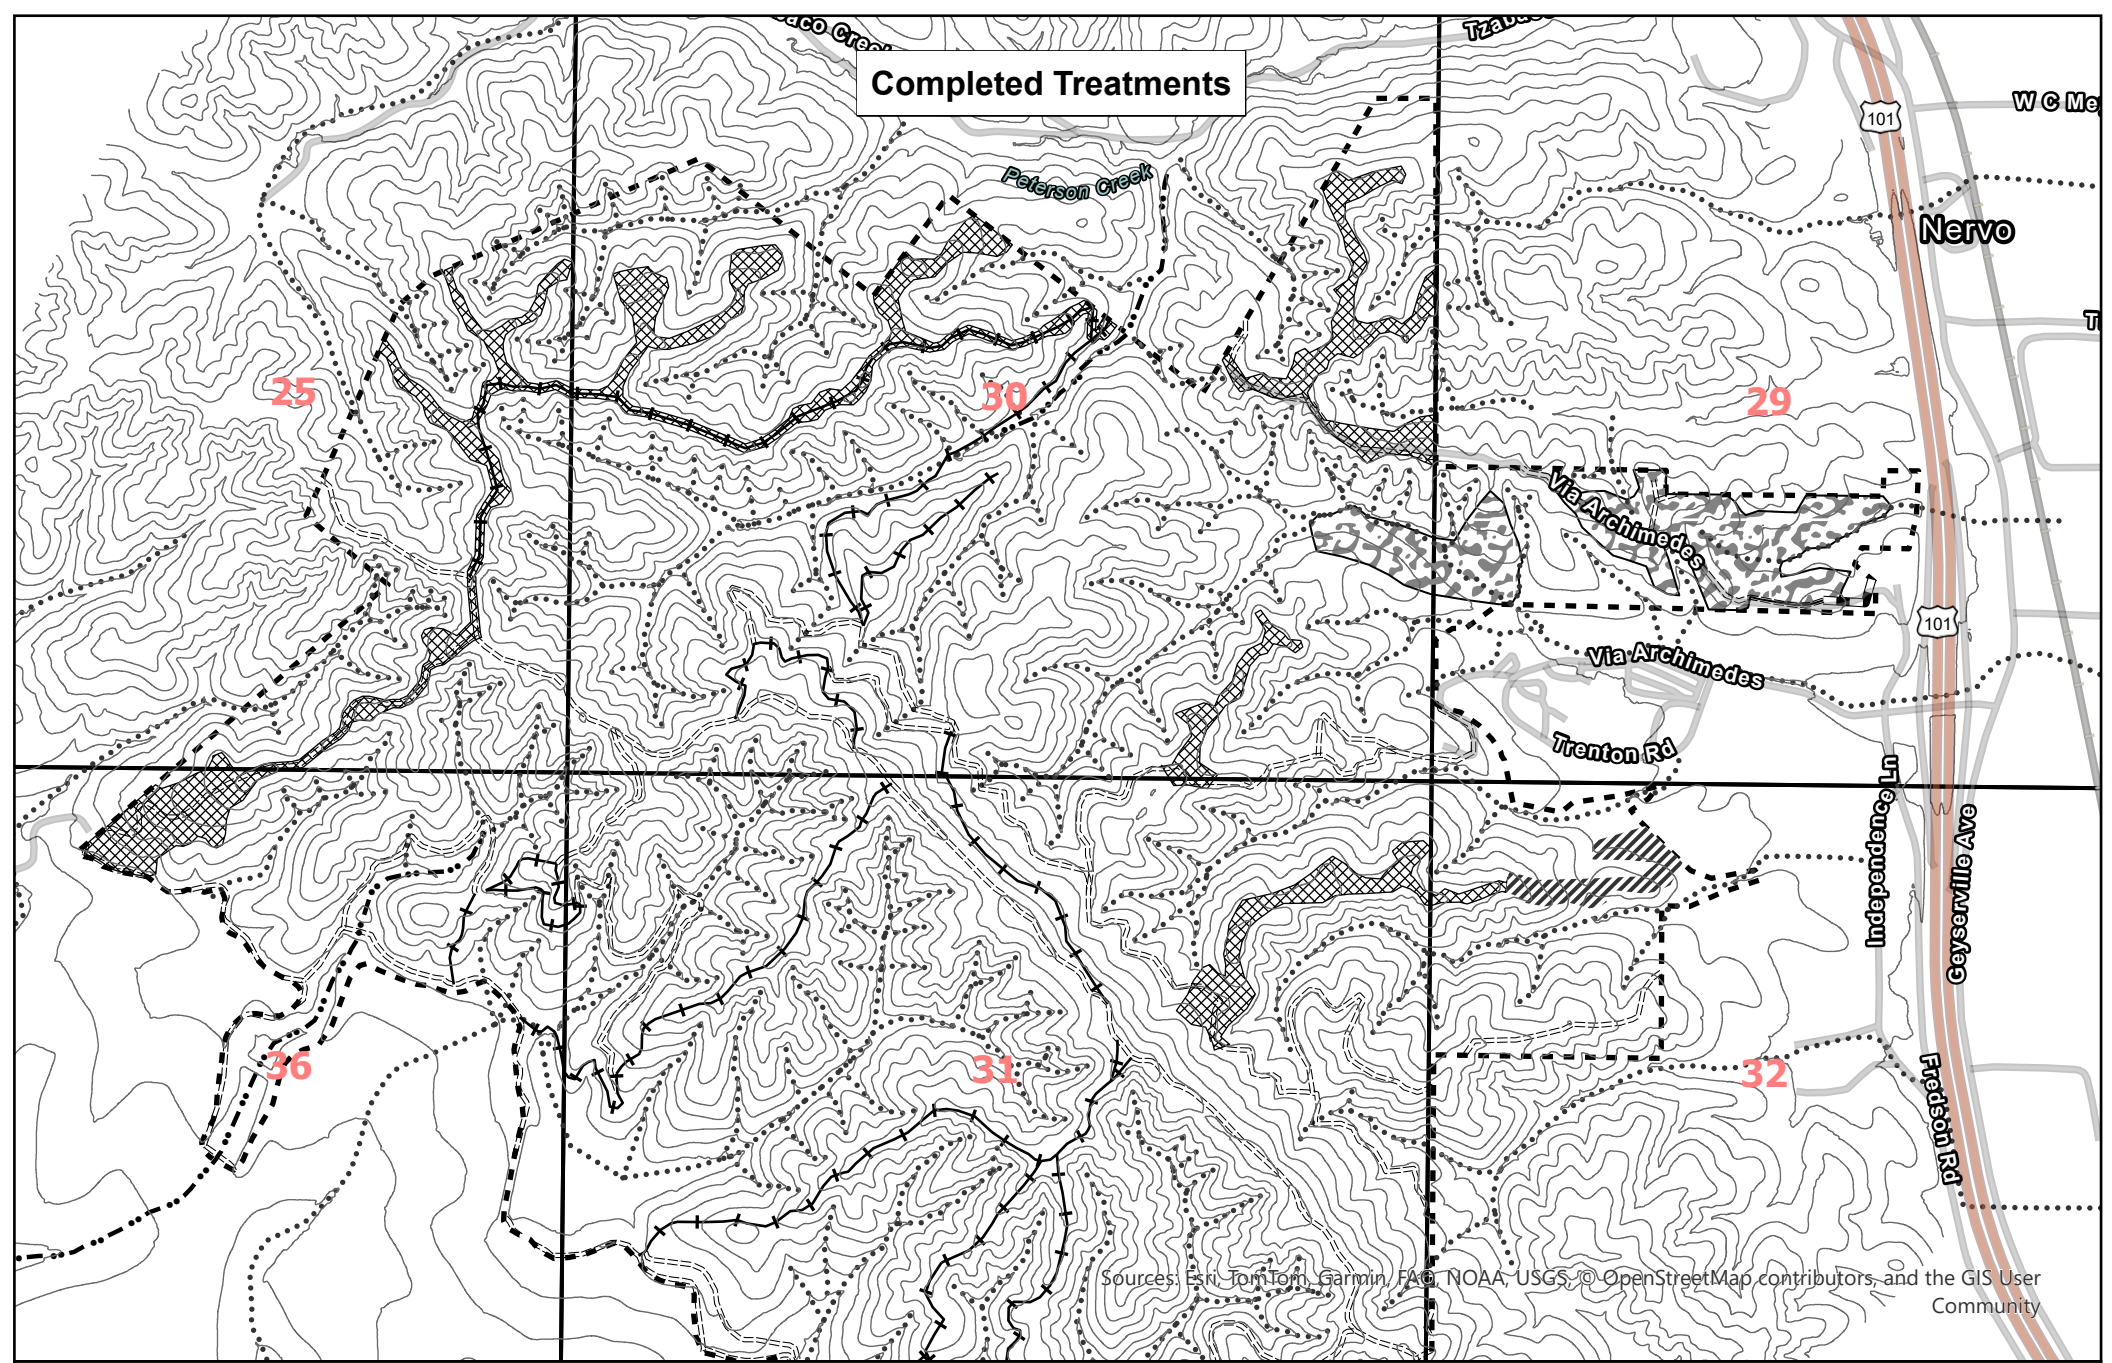 Creek
Completed Treatments
101
W C
Peterson Creek
Nervo
25
30
29
Via Archimedes
101
Via Archimedes
Trenton Rd
Independence Ln
Geyserville Ave
36
31
32
Fredson Rd
Sources: Esri, TomTom, Garmin, FAO, NOAA, USGS, © OpenStreetMap contributors, and the GIS User
Community